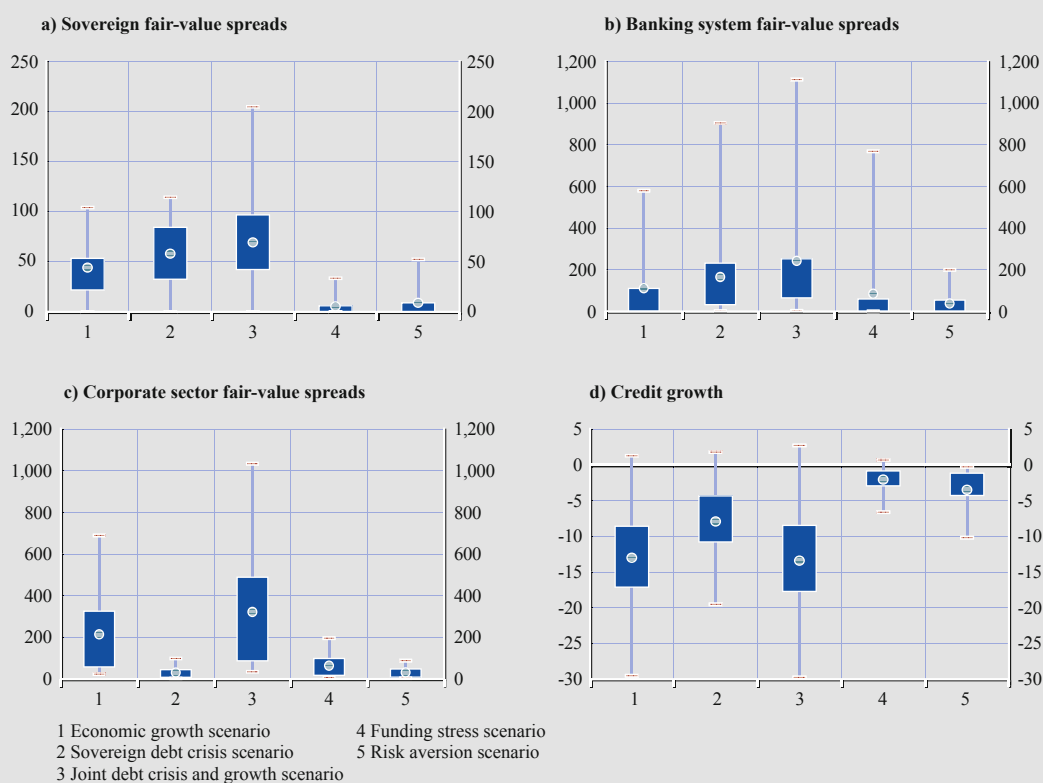 a) Sovereign fair-value spreads
250 250
200 200
150 150
100 100
50 50
0 0
1 2 3 4 5
b) Banking system fair-value spreads
1,200 1,200
1,000 1,000
800 800
600 600
400 400
200 200
0 0
1 2 3 4 5
c) Corporate sector fair-value spreads
1,200 1,200
1,000 1,000
800 800
600 600
400 400
200 200
0 0
1 2 3 4 5
d) Credit growth
5 5
0 0
-5 -5
-10 -10
-15 -15
-20 -20
-25 -25
-30 -30
1 2 3 4 5
1 Economic growth scenario
2 Sovereign debt crisis scenario
3 Joint debt crisis and growth scenario
4 Funding stress scenario
5 Risk aversion scenario